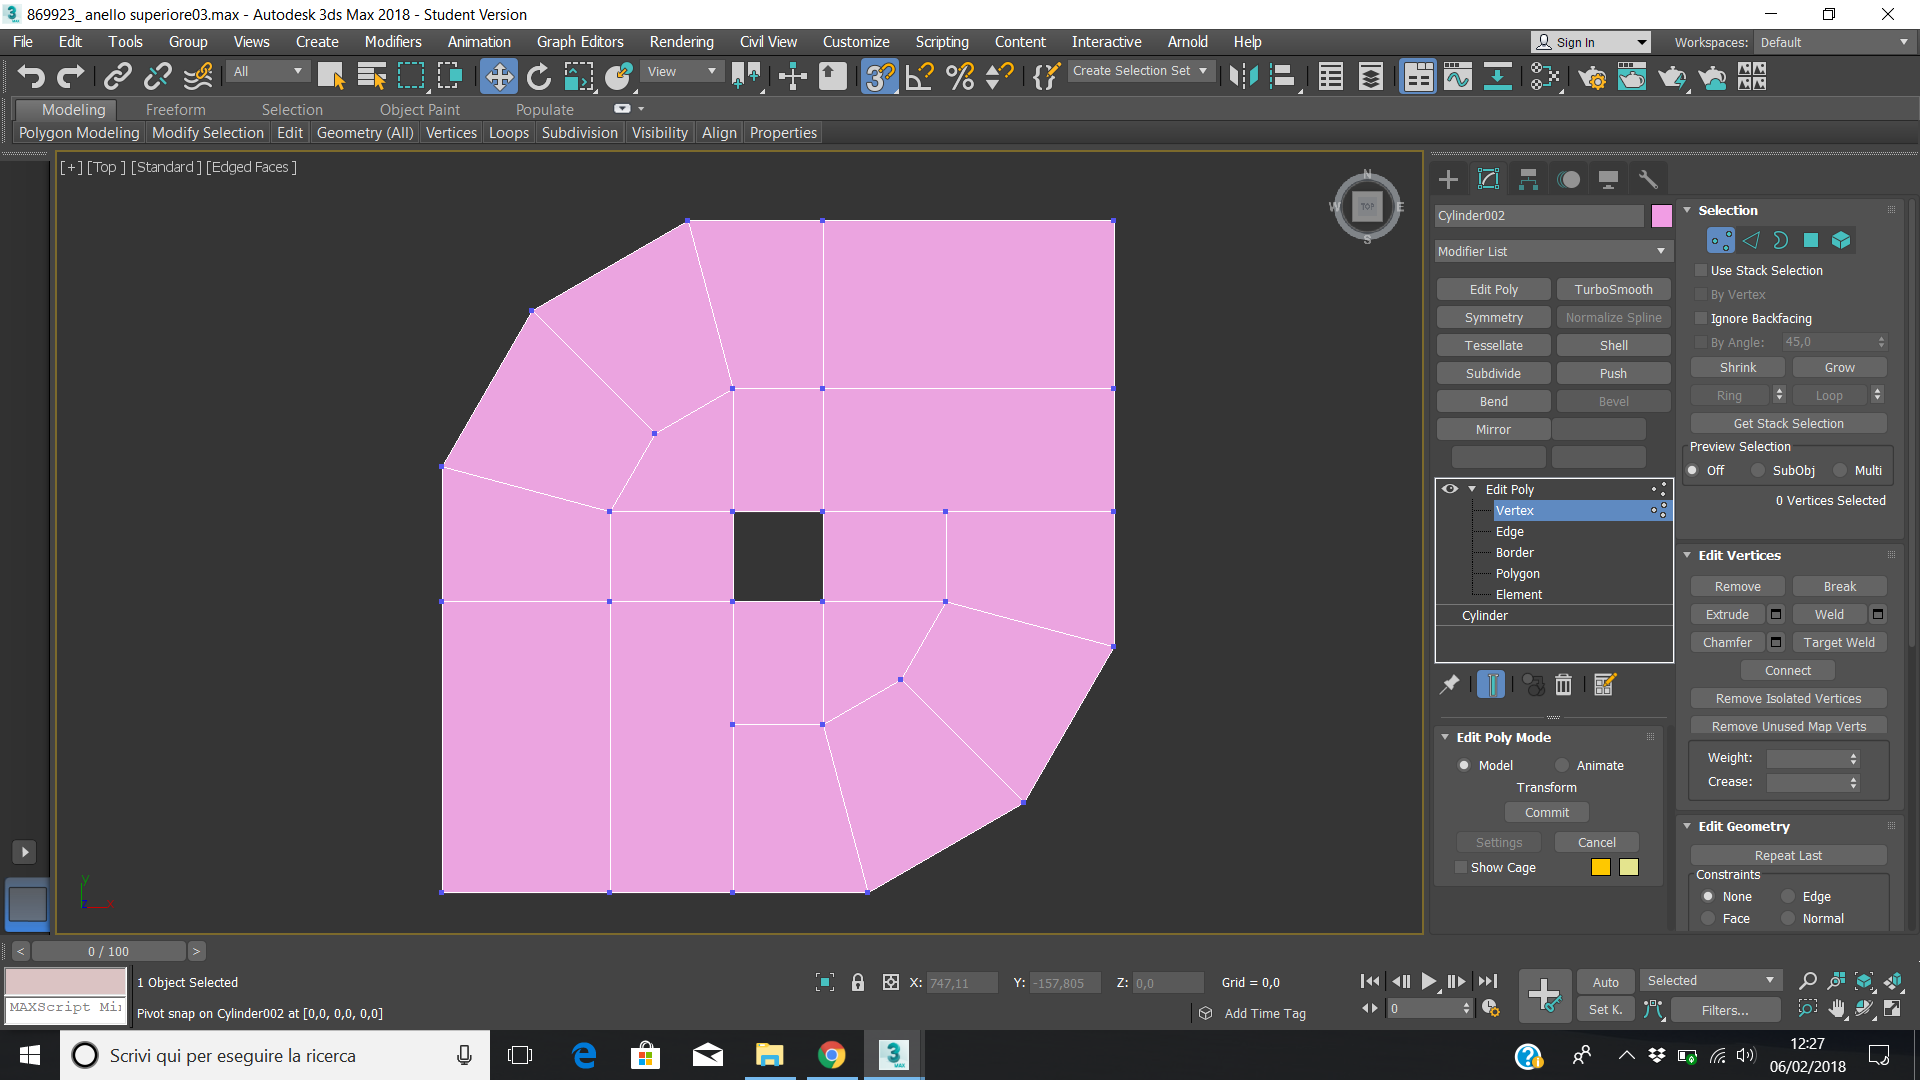 869923_ anello superiore03.max - Autodesk 3ds Max 2018 - Student Version
File Edit Tools Group Views Create Modifiers Animation Graph Editors Rendering Civil View Customize Scripting Content Interactive Arnold Help Sign In Workspaces: Default
All View Create Selection Set
Modeling Freeform Selection Object Paint Populate
Polygon Modeling Modify Selection Edit Geometry (All) Vertices Loops Subdivision Visibility Align Properties
[+] [Top ] [Standard ] [Edged Faces ]
N
W TOP E
S
Cylinder002
Modifier List
Edit Poly TurboSmooth
Symmetry Normalize Spline
Tessellate Shell
Subdivide Push
Bend Bevel
Mirror
Edit Poly
Vertex
Edge
Border
Polygon
Element
Cylinder
Edit Poly Mode
Model Animate
Transform
Commit
Settings Cancel
Show Cage
Selection
Use Stack Selection
By Vertex
Ignore Backfacing
By Angle: 45,0
Shrink Grow
Ring Loop
Get Stack Selection
Preview Selection
Off SubObj Multi
0 Vertices Selected
Edit Vertices
Remove Break
Extrude Weld
Chamfer Target Weld
Connect
Remove Isolated Vertices
Remove Unused Map Verts
Weight:
Crease:
Edit Geometry
Repeat Last
Constraints
None Edge
Face Normal
y
z x
< 0 / 100 >
1 Object Selected X: 747,11 Y: -157,805 Z: 0,0 Grid = 0,0 Auto Selected
MAXScript Mi
Pivot snap on Cylinder002 at [0,0, 0,0, 0,0] Add Time Tag 0 Set K. Filters...
Scrivi qui per eseguire la ricerca
3
MAX
12:27
06/02/2018